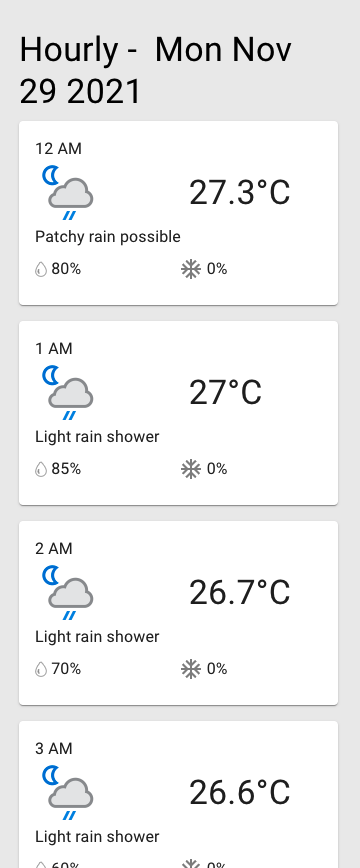 Hourly -  Mon Nov
29 2021
12 AM
27.3°C
Patchy rain possible
80% 0%
1 AM
27°C
Light rain shower
85% 0%
2 AM
26.7°C
Light rain shower
70% 0%
3 AM
26.6°C
Light rain shower
60% 0%